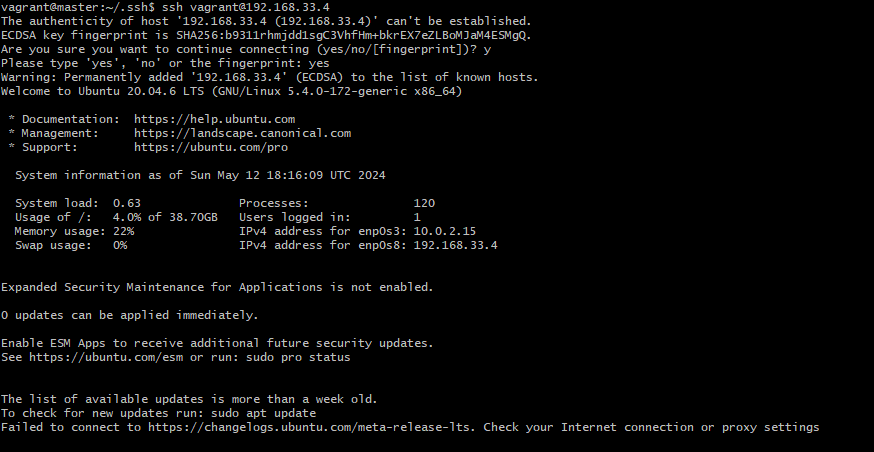 vagrant@master:~/.ssh$ ssh vagrant@192.168.33.4
The authenticity of host '192.168.33.4 (192.168.33.4)' can't be established.
ECDSA key fingerprint is SHA256:b9311rhmjdd1sgC3VhfHm+bkrEX7eZLBoMJaM4ESMgQ.
Are you sure you want to continue connecting (yes/no/[fingerprint])? y
Please type 'yes', 'no' or the fingerprint: yes
Warning: Permanently added '192.168.33.4' (ECDSA) to the list of known hosts.
Welcome to Ubuntu 20.04.6 LTS (GNU/Linux 5.4.0-172-generic x86_64)
* Documentation:  https://help.ubuntu.com
* Management:     https://landscape.canonical.com
* Support:        https://ubuntu.com/pro
System information as of Sun May 12 18:16:09 UTC 2024
System load:  0.63              Processes:               120
Usage of /:   4.0% of 38.70GB   Users logged in:         1
Memory usage: 22%               IPv4 address for enp0s3: 10.0.2.15
Swap usage:   0%                IPv4 address for enp0s8: 192.168.33.4
Expanded Security Maintenance for Applications is not enabled.
0 updates can be applied immediately.
Enable ESM Apps to receive additional future security updates.
See https://ubuntu.com/esm or run: sudo pro status
The list of available updates is more than a week old.
To check for new updates run: sudo apt update
Failed to connect to https://changelogs.ubuntu.com/meta-release-lts. Check your Internet connection or proxy settings